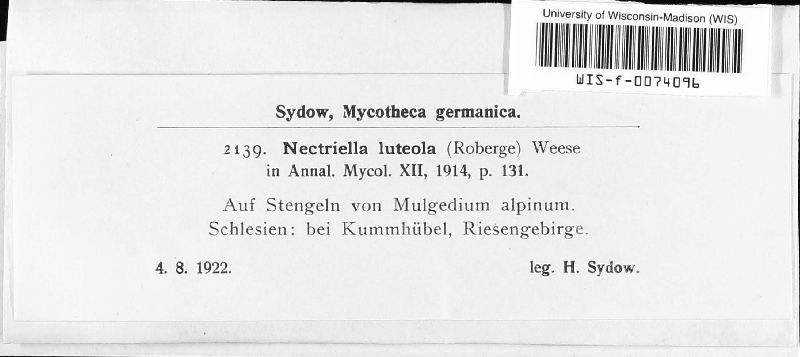 University of Wisconsin-Madison (WIS)
WIS-f-0074096
Sydow, Mycotheca germanica.
2139. Nectriella luteola (Roberge) Weese
in Annal. Mycol. XII, 1914, p. 131.
Auf Stengeln von Mulgedium alpinum.
Schlesien: bei Kummhübel, Riesengebirge.
4. 8. 1922. leg. H. Sydow.